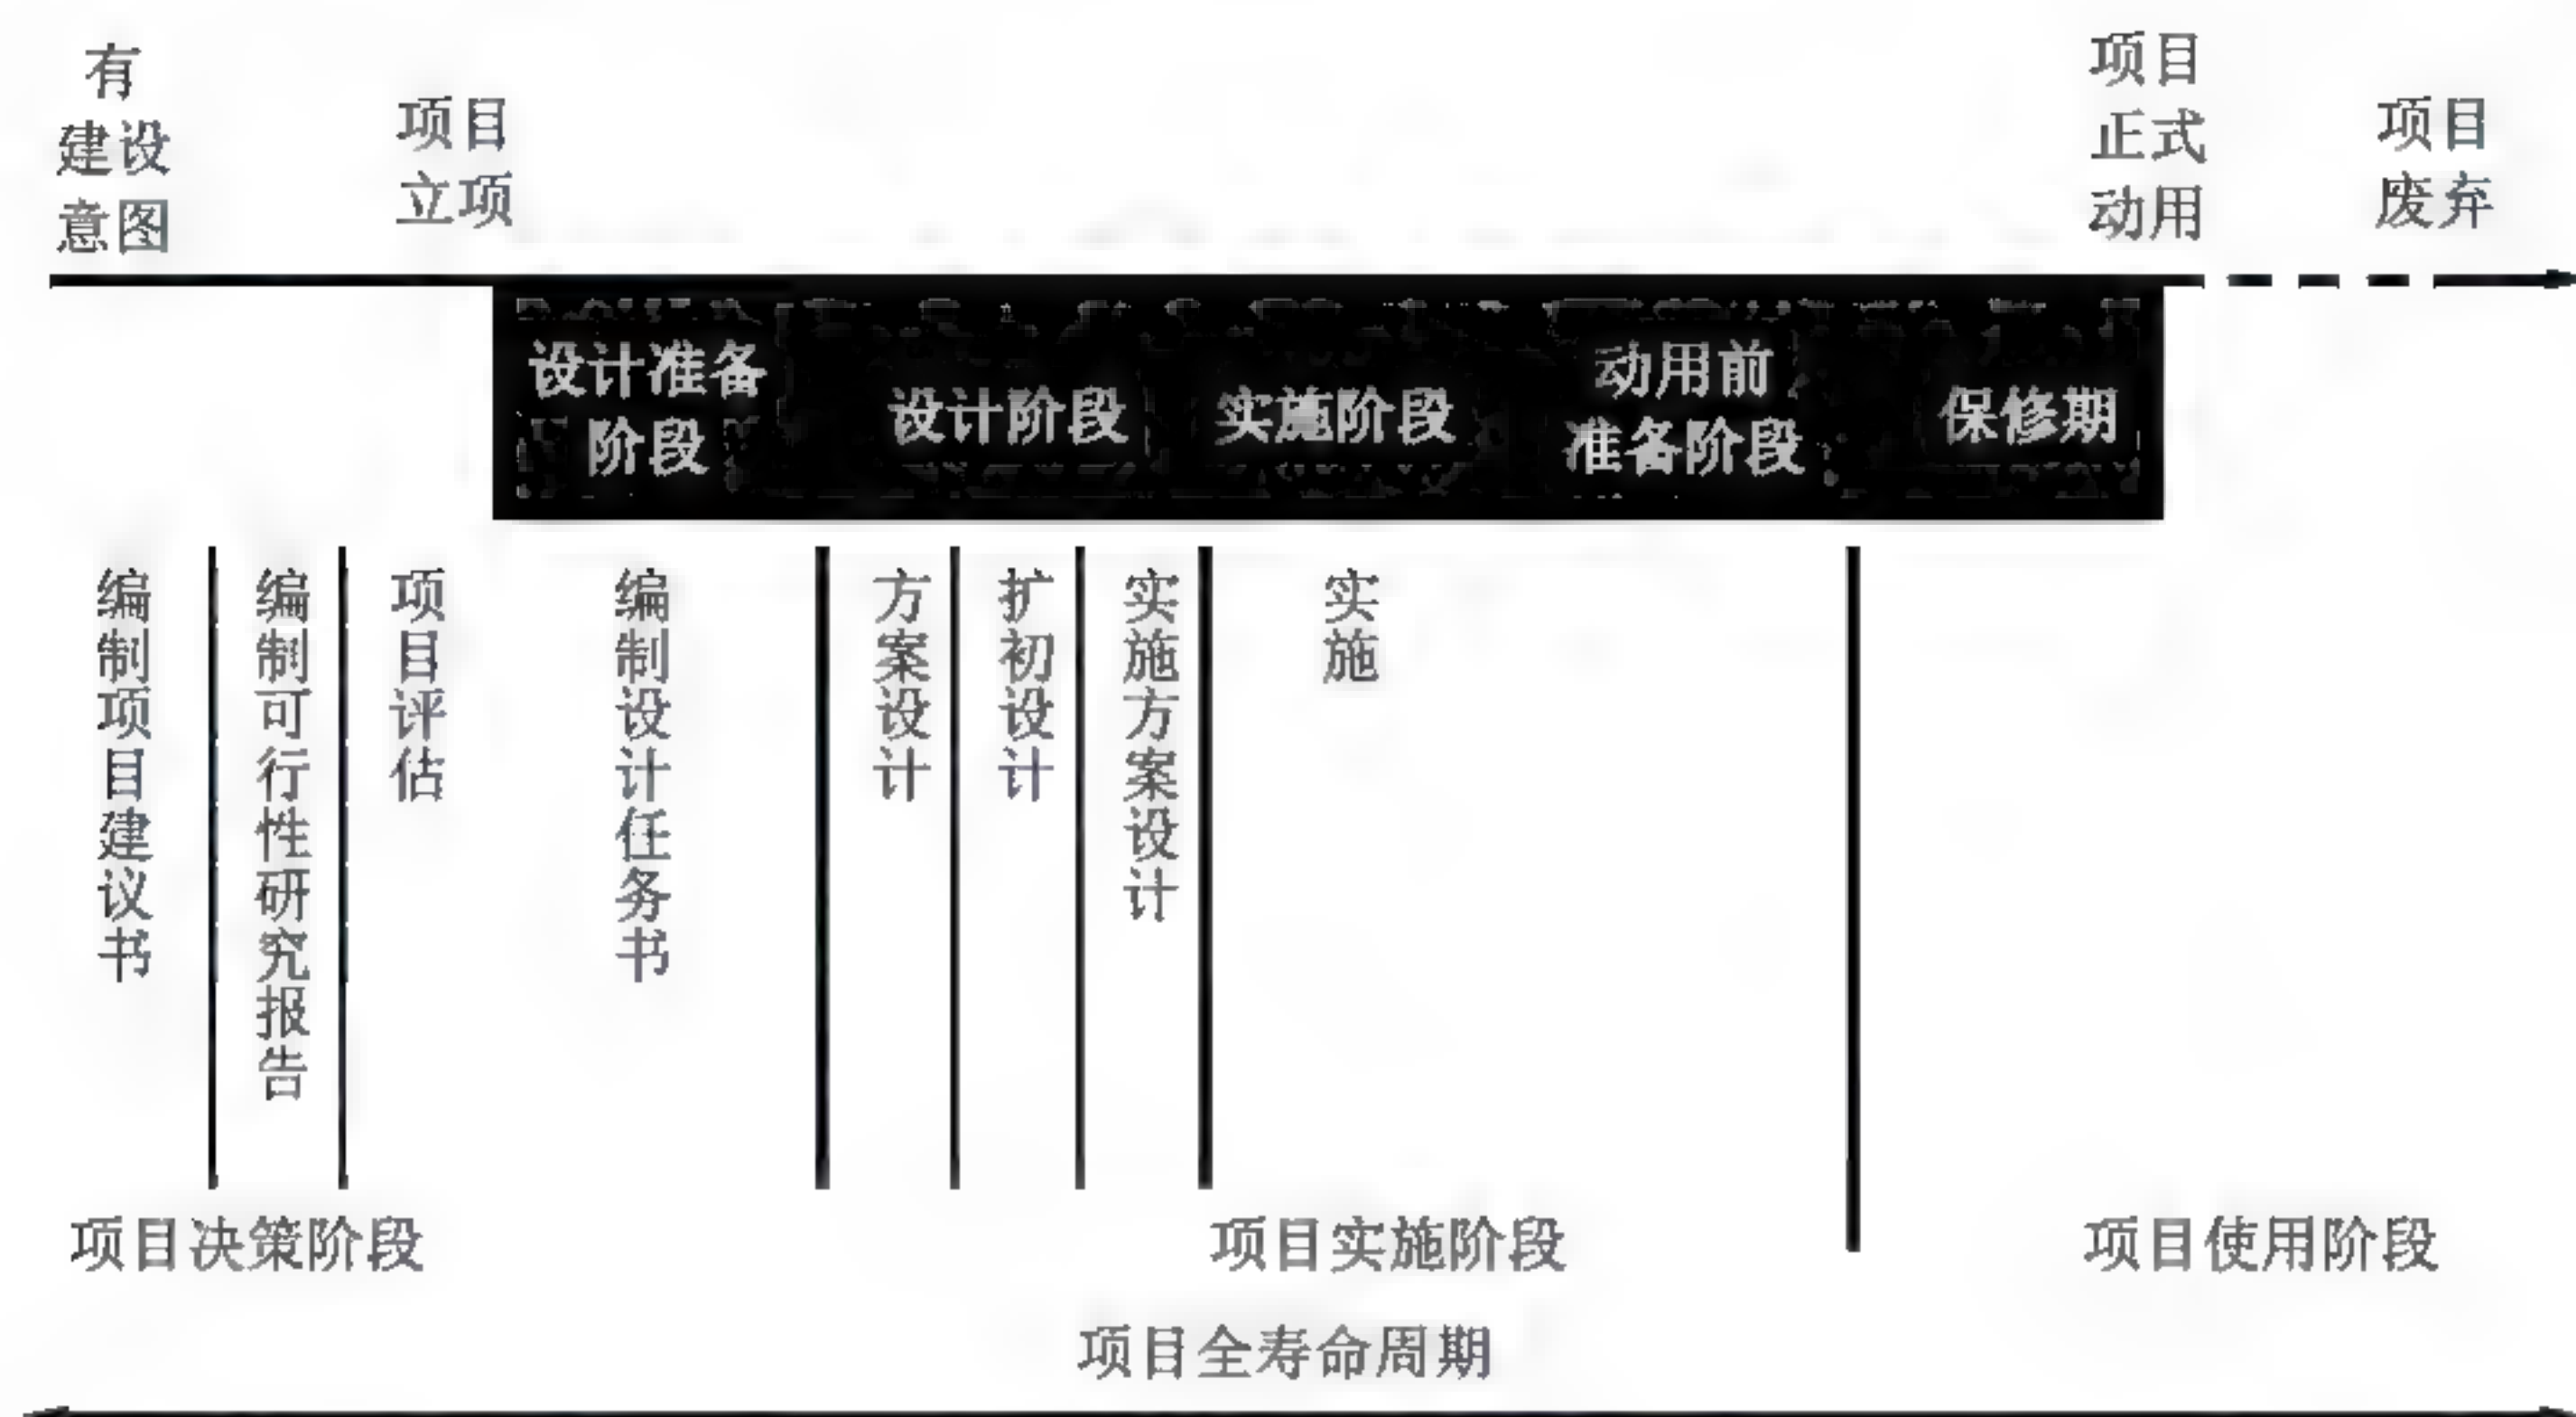 有
建设
意图
项目
立项
项目
正式
动用
项目
废弃
设计准备
阶段
设计阶段
实施阶段
动用前
准备阶段
保修期
编制项目建议书
编制可行性研究报告
项目评估
编制设计任务书
方案设计
扩初设计
实施方案设计
实施
项目决策阶段
项目实施阶段
项目使用阶段
项目全寿命周期